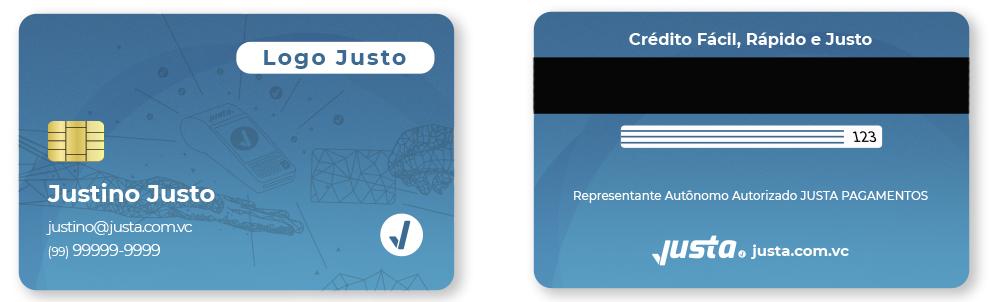 Logo Justo
Justino Justo
justino@justa.com.vc
(99) 99999-9999
Crédito Fácil, Rápido e Justo
123
Representante Autônomo Autorizado JUSTA PAGAMENTOS
justa. justa.com.vc